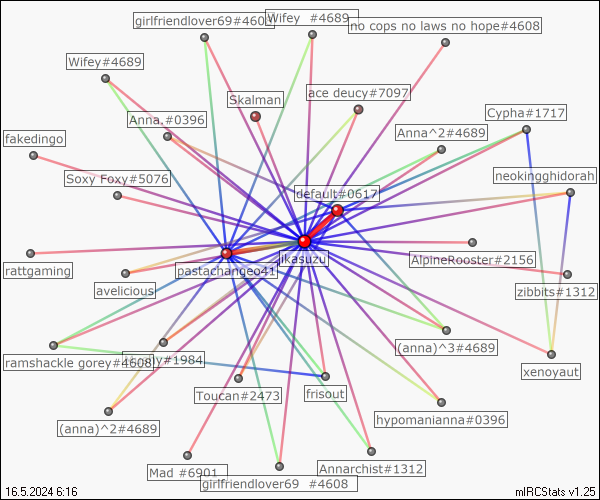 girlfriendlover69#4608
Wifey #4689
no cops no laws no hope#4608
Wifey#4689
Skalman
ace deucy#7097
Cypha#1717
Anna,#0396
Anna^2#4689
fakedingo
Soxy Foxy#5076
neokingghidorah
default#0617
jikasuzu
AlpineRooster#2156
rattgaming
pastachangeo41
avelicious
zibbits#1312
ramshackle gorey#4608
#1984
(anna)^3#4689
xenoyaut
Toucan#2473
frisout
hypomanianna#0396
(anna)^2#4689
Mad #6901
girlfriendlover69 #4608
Annarchist#1312
16.5.2024 6:16
mIRCStats v1.25